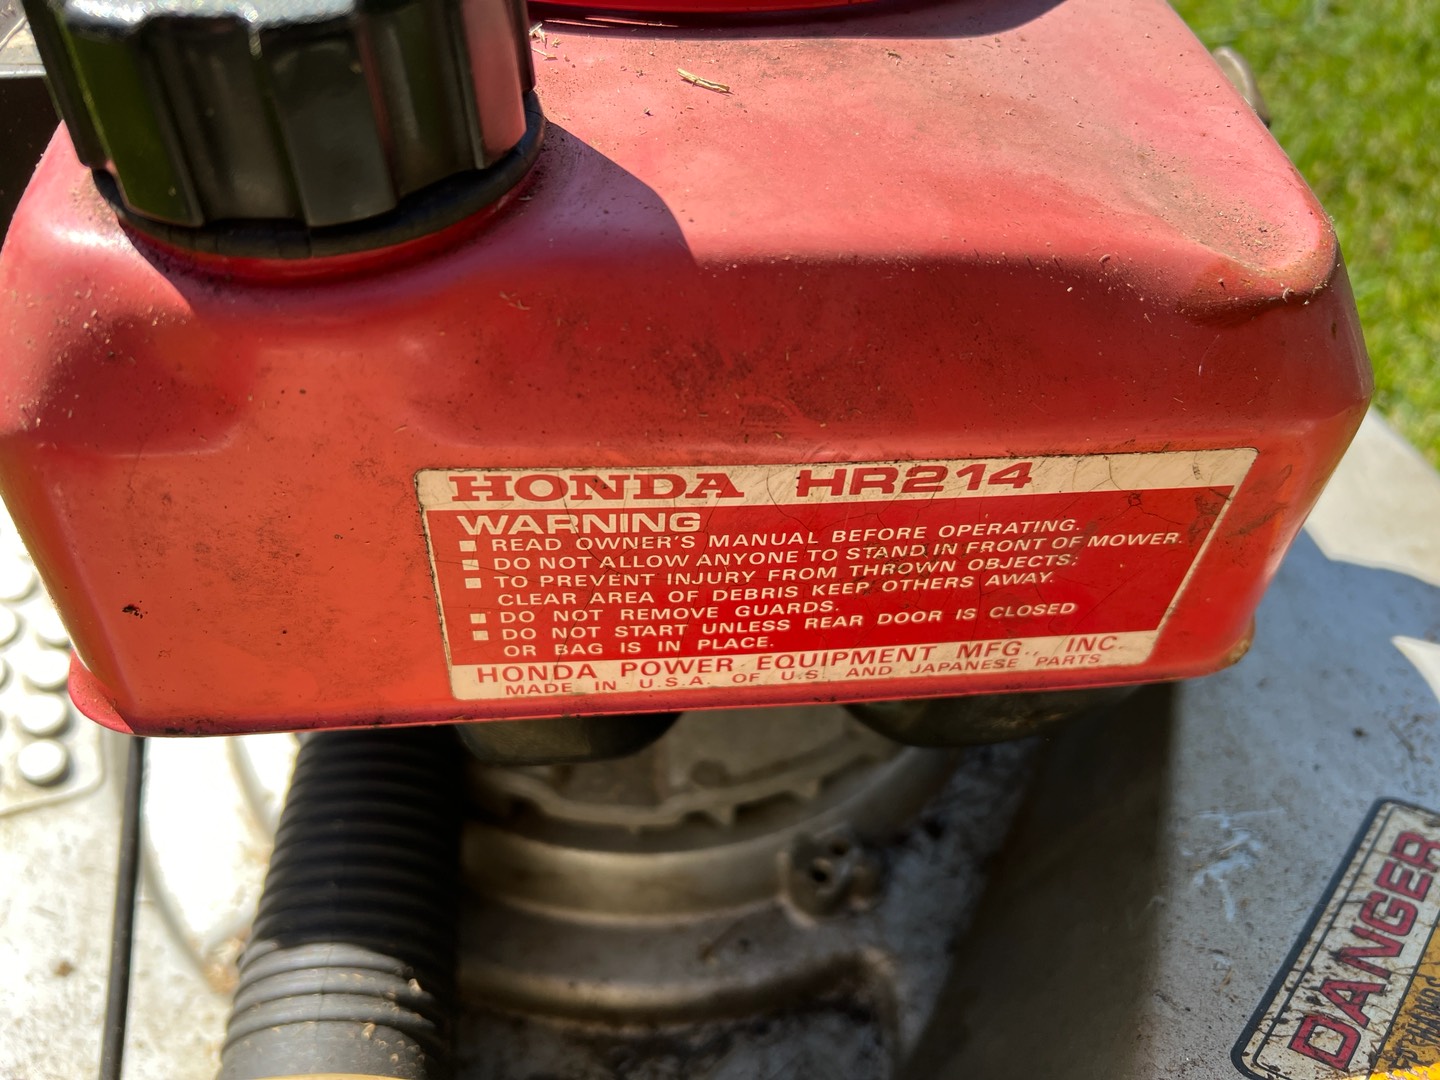 HONDA HR214
WARNING
■ READ OWNER'S MANUAL BEFORE OPERATING.
■ DO NOT ALLOW ANYONE TO STAND IN FRONT OF MOWER.
■ TO PREVENT INJURY FROM THROWN OBJECTS;
CLEAR AREA OF DEBRIS KEEP OTHERS AWAY.
■ DO NOT REMOVE GUARDS.
■ DO NOT START UNLESS REAR DOOR IS CLOSED
OR BAG IS IN PLACE.
HONDA POWER EQUIPMENT MFG., INC.
MADE IN U.S.A. OF U.S. AND JAPANESE PARTS
DANGER